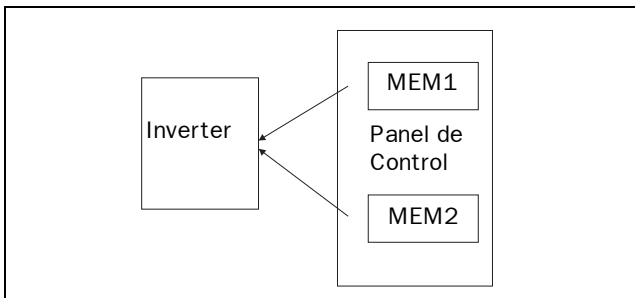 Inverter
MEM1
Panel de
Control
MEM2